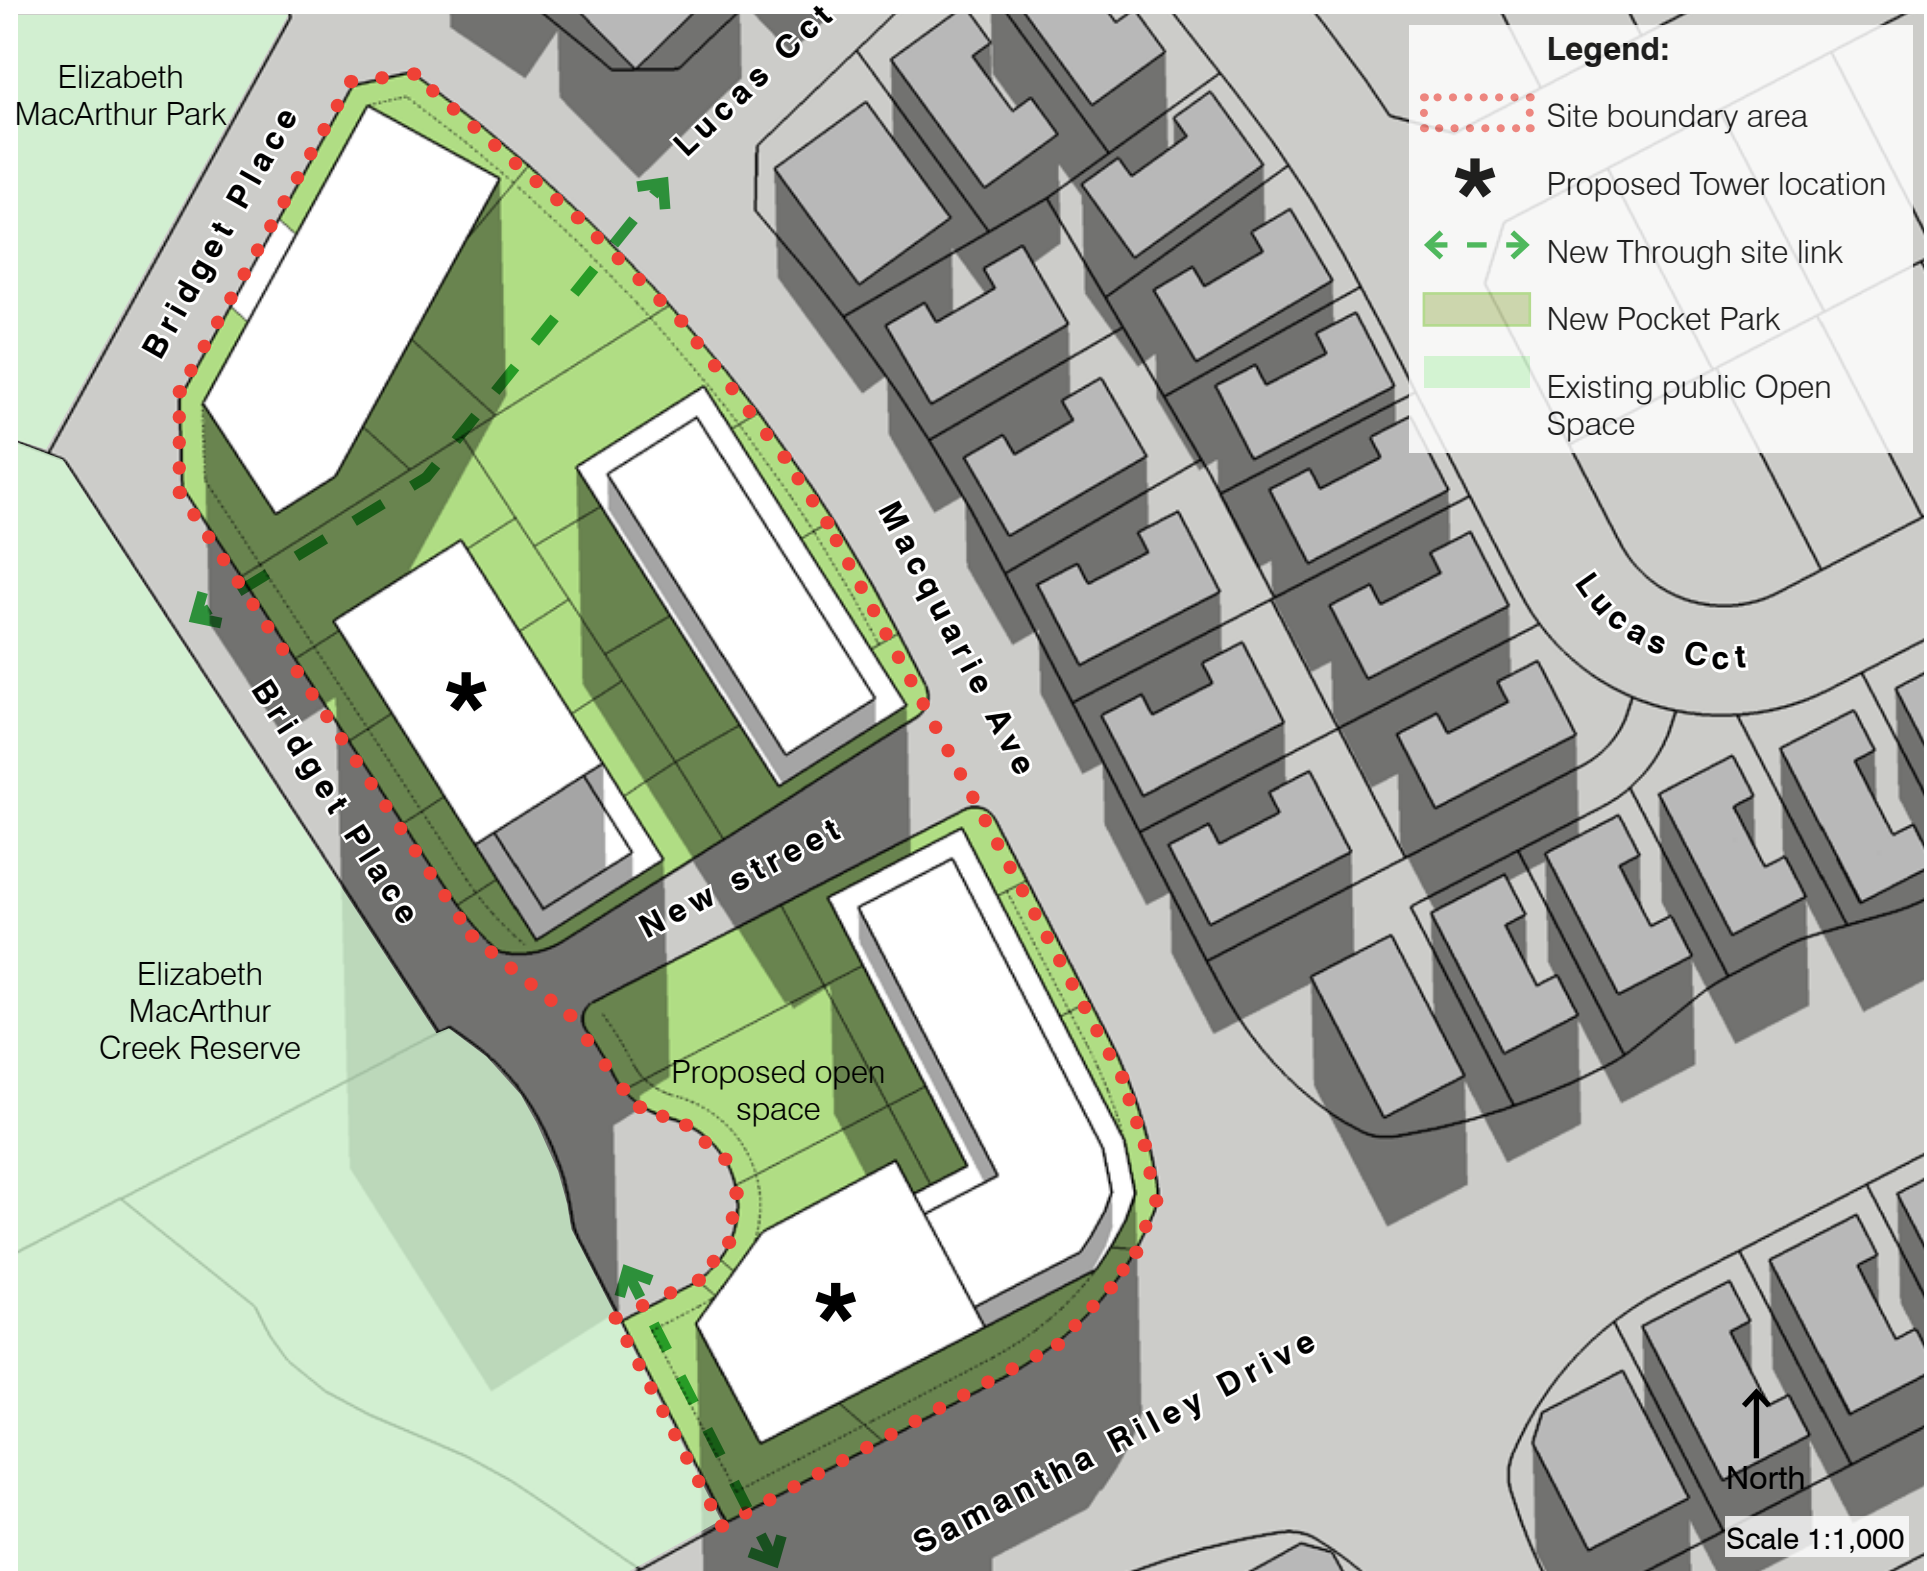 Elizabeth
MacArthur Park
Bridget Place
Lucas Cct
Legend:
Site boundary area
* Proposed Tower location
New Through site link
New Pocket Park
Existing public Open
Space
Macquarie Ave
Lucas Cct
*
Bridget Place
New street
Elizabeth
MacArthur
Creek Reserve
Proposed open
space
*
Samantha Riley Drive
North
Scale 1:1,000